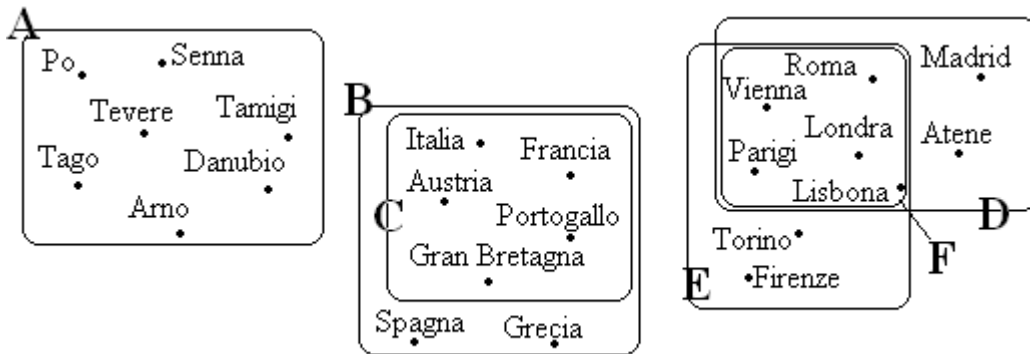 A
Po
Senna
Tevere
Tamigi
Tago
Danubio
Arno
B
Italia
Francia
Austria
C
Portogallo
Gran Bretagna
Spagna
Grecia
Roma
Madrid
Vienna
Londra
Atene
Parigi
Lisbona
D
Torino
F
E
Firenze